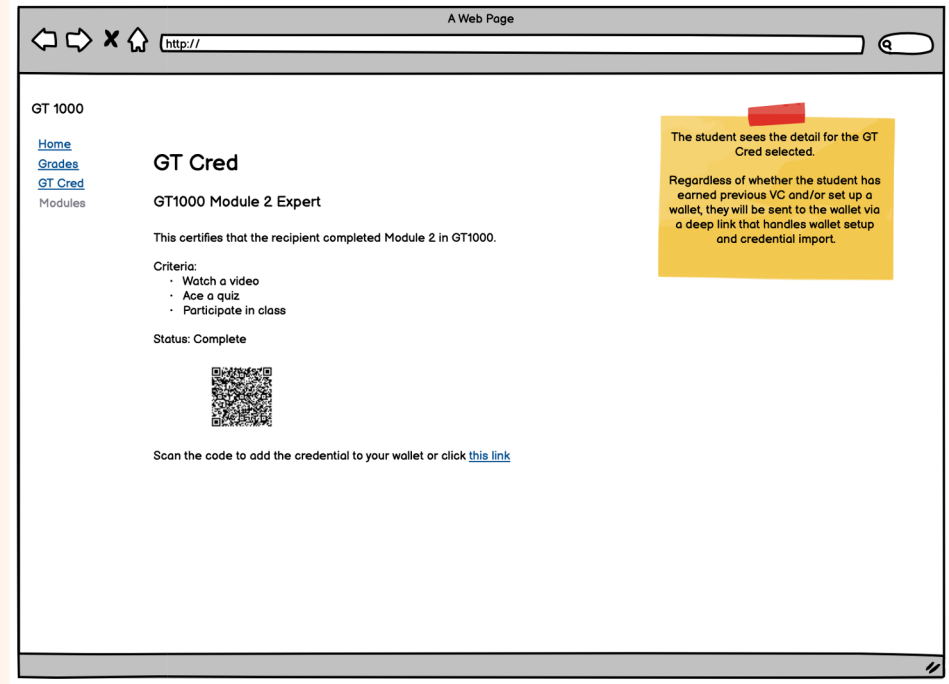 A Web Page
http://
GT 1000
Home
Grades
GT Cred
Modules
GT Cred
GT1000 Module 2 Expert
This certifies that the recipient completed Module 2 in GT1000.
Criteria:
· Watch a video
· Ace a quiz
· Participate in class
Status: Complete
Scan the code to add the credential to your wallet or click this link
The student sees the detail for the GT
Cred selected.
Regardless of whether the student has
earned previous VC and/or set up a
wallet, they will be sent to the wallet via
a deep link that handles wallet setup
and credential import.